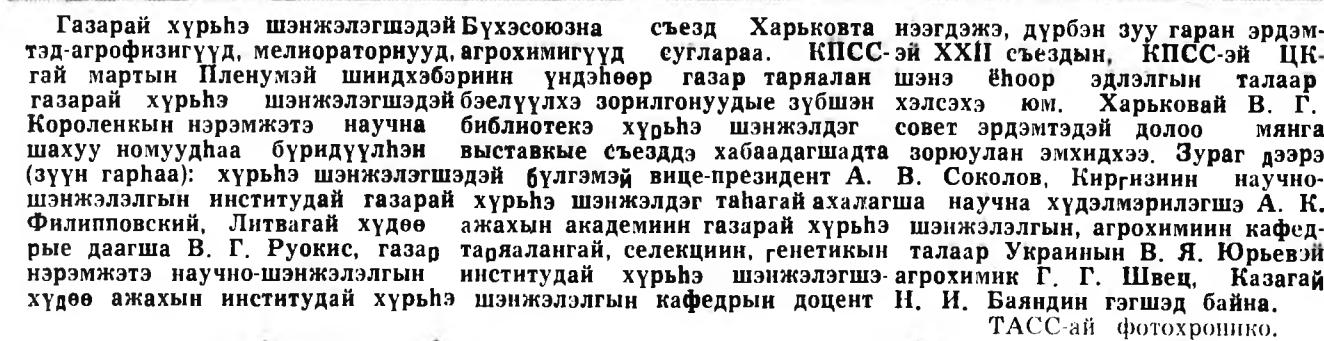 Газарай хүрьһэ шэнжэлэгшэдэй Бүхэсоюзна съезд Харьковта нээгдэжэ, дүрбэн зуу гаран эрдэм-
тэд-агрофизигүүд, мелиораторнууд, агрохимигүүд суглараа. КПСС-эй XXII съездын, КПСС-эй ЦК-
гай мартын Пленумэй шиидхэбэриин үндэһөөр газар таряалан шэнэ ёһоор эдлэлгын талаар
газарай хүрьһэ шэнжэлэгшэдэй бэелүүлхэ зорилгонуудые зүбшэн хэлсэхэ юм. Харьковай В. Г.
Короленкын нэрэмжэтэ научна библиотекэ хүрьһэ шэнжэлдэг совет эрдэмтэдэй долоо мянга
шахуу номуудһаа бүридүүлһэн выставкые съезддэ хабаадагшадта зорюулан эмхидхээ. Зураг дээрэ
(зүүн гарһаа): хүрьһэ шэнжэлэгшэдэй бүлгэмэй вице-президент А. В. Соколов, Киргизиин научно-
шэнжэлэлгын институдай газарай хүрьһэ шэнжэлдэг таһагай ахалагша научна хүдэлмэрилэгшэ А. К.
Филипповский, Литвагай хүдөө ажахын академиин газарай хүрьһэ шэнжэлэлгын, агрохимиин кафед-
рые даагша В. Г. Руокис, газар таряалангай, селекциин, генетикын талаар Украинын В. Я. Юрьевэй
нэрэмжэтэ научно-шэнжэлэлгын институдай хүрьһэ шэнжэлэгшэ-агрохимик Г. Г. Швец, Казагай
хүдөө ажахын институдай хүрьһэ шэнжэлэлгын кафедрын доцент Н. И. Баяндин гэгшэд байна.
ТАСС-ай фотохронико.